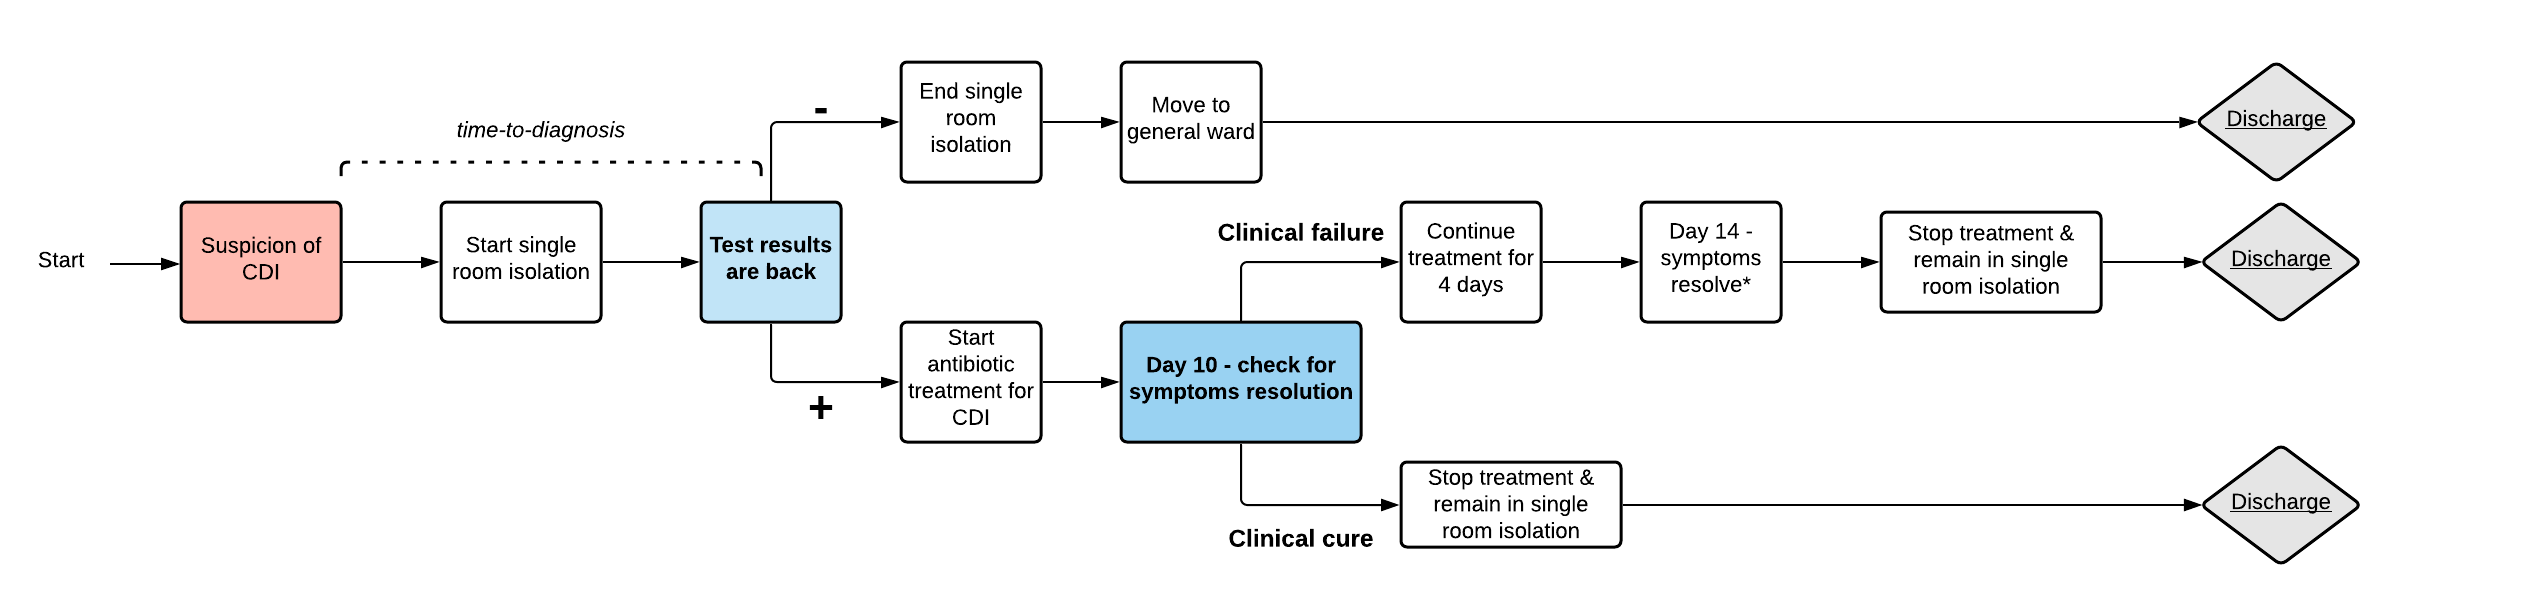 Start
Suspicion of
CDI
time-to-diagnosis
Start single
room isolation
Test results
are back
-
End single
room
isolation
Move to
general ward
Discharge
+
Start
antibiotic
treatment for
CDI
Day 10 - check for
symptoms resolution
Clinical failure
Continue
treatment for
4 days
Day 14 -
symptoms
resolve*
Stop treatment &
remain in single
room isolation
Discharge
Clinical cure
Stop treatment &
remain in single
room isolation
Discharge